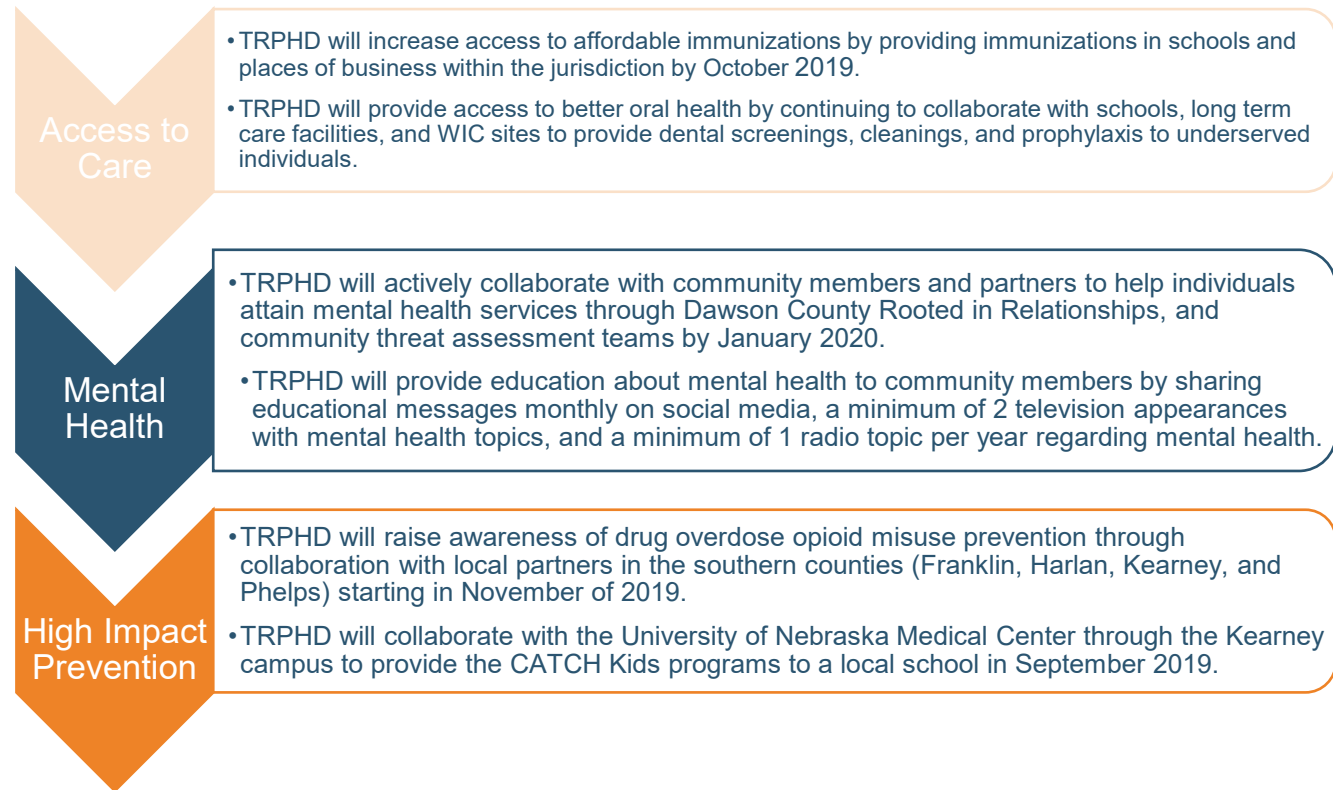 Access to
Care
• TRPHD will increase access to affordable immunizations by providing immunizations in schools and
places of business within the jurisdiction by October 2019.
• TRPHD will provide access to better oral health by continuing to collaborate with schools, long term
care facilities, and WIC sites to provide dental screenings, cleanings, and prophylaxis to underserved
individuals.
Mental
Health
• TRPHD will actively collaborate with community members and partners to help individuals
attain mental health services through Dawson County Rooted in Relationships, and
community threat assessment teams by January 2020.
• TRPHD will provide education about mental health to community members by sharing
educational messages monthly on social media, a minimum of 2 television appearances
with mental health topics, and a minimum of 1 radio topic per year regarding mental health.
High Impact
Prevention
• TRPHD will raise awareness of drug overdose opioid misuse prevention through
collaboration with local partners in the southern counties (Franklin, Harlan, Kearney, and
Phelps) starting in November of 2019.
• TRPHD will collaborate with the University of Nebraska Medical Center through the Kearney
campus to provide the CATCH Kids programs to a local school in September 2019.